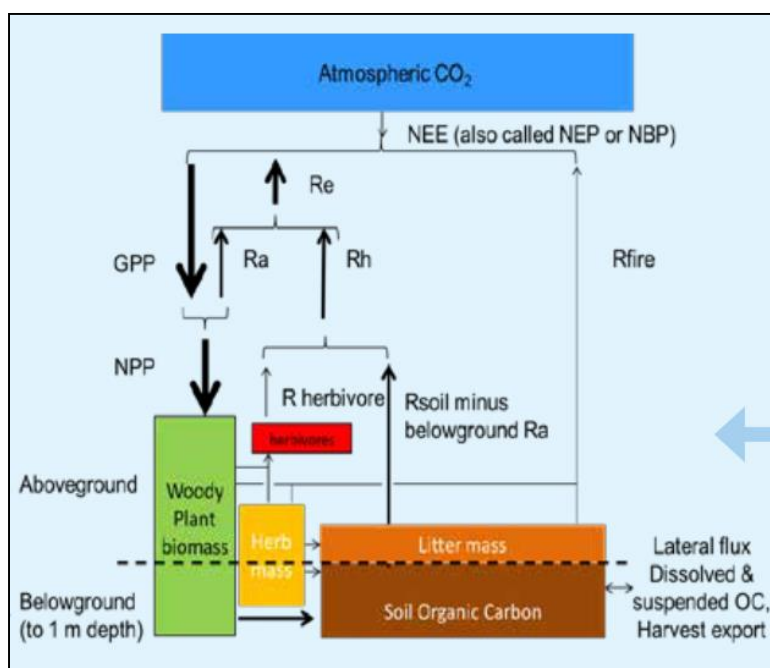 Atmospheric CO₂
NEE (also called NEP or NBP)
Re
GPP
Ra
Rh
Rfire
NPP
R herbivore
Rsoil minus
belowground Ra
herbivores
Aboveground
Woody
Plant
biomass
Herb
mass
Litter mass
Soil Organic Carbon
Belowground
(to 1 m depth)
Lateral flux
Dissolved &
suspended OC,
Harvest export